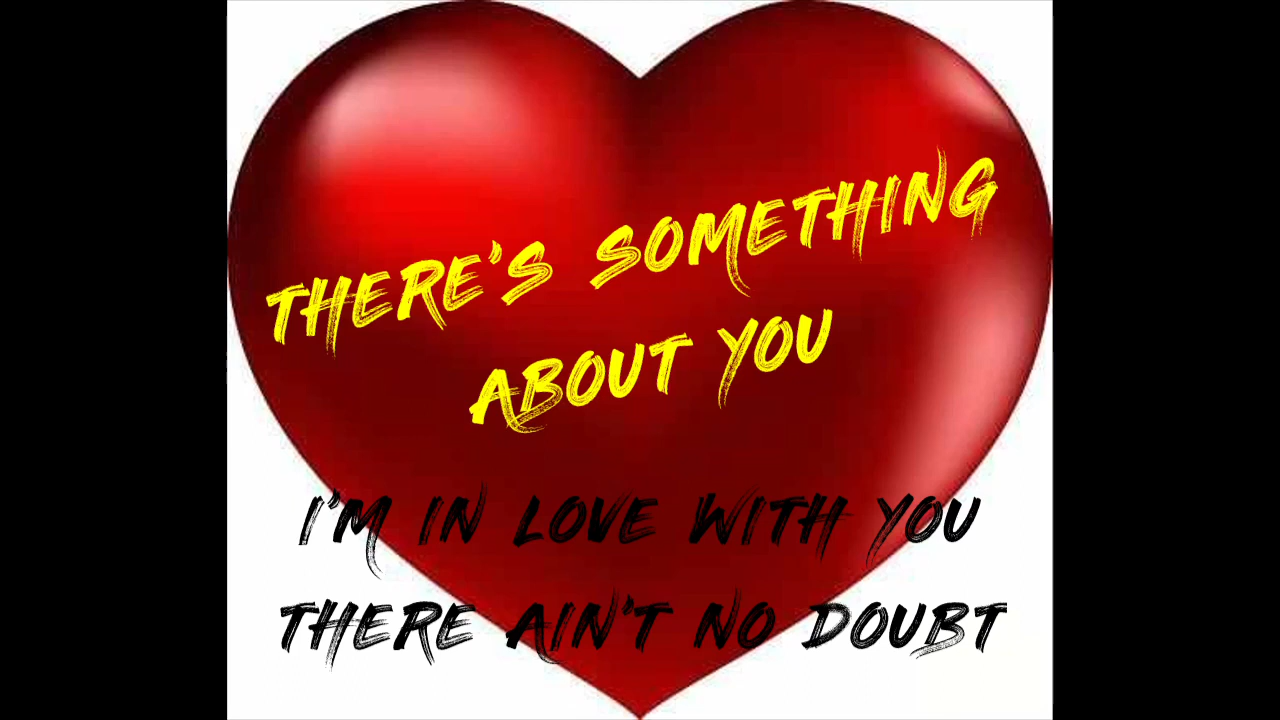 THERE'S SOMETHING
ABOUT YOU
I'M IN LOVE WITH YOU
THERE AIN'T NO DOUBT